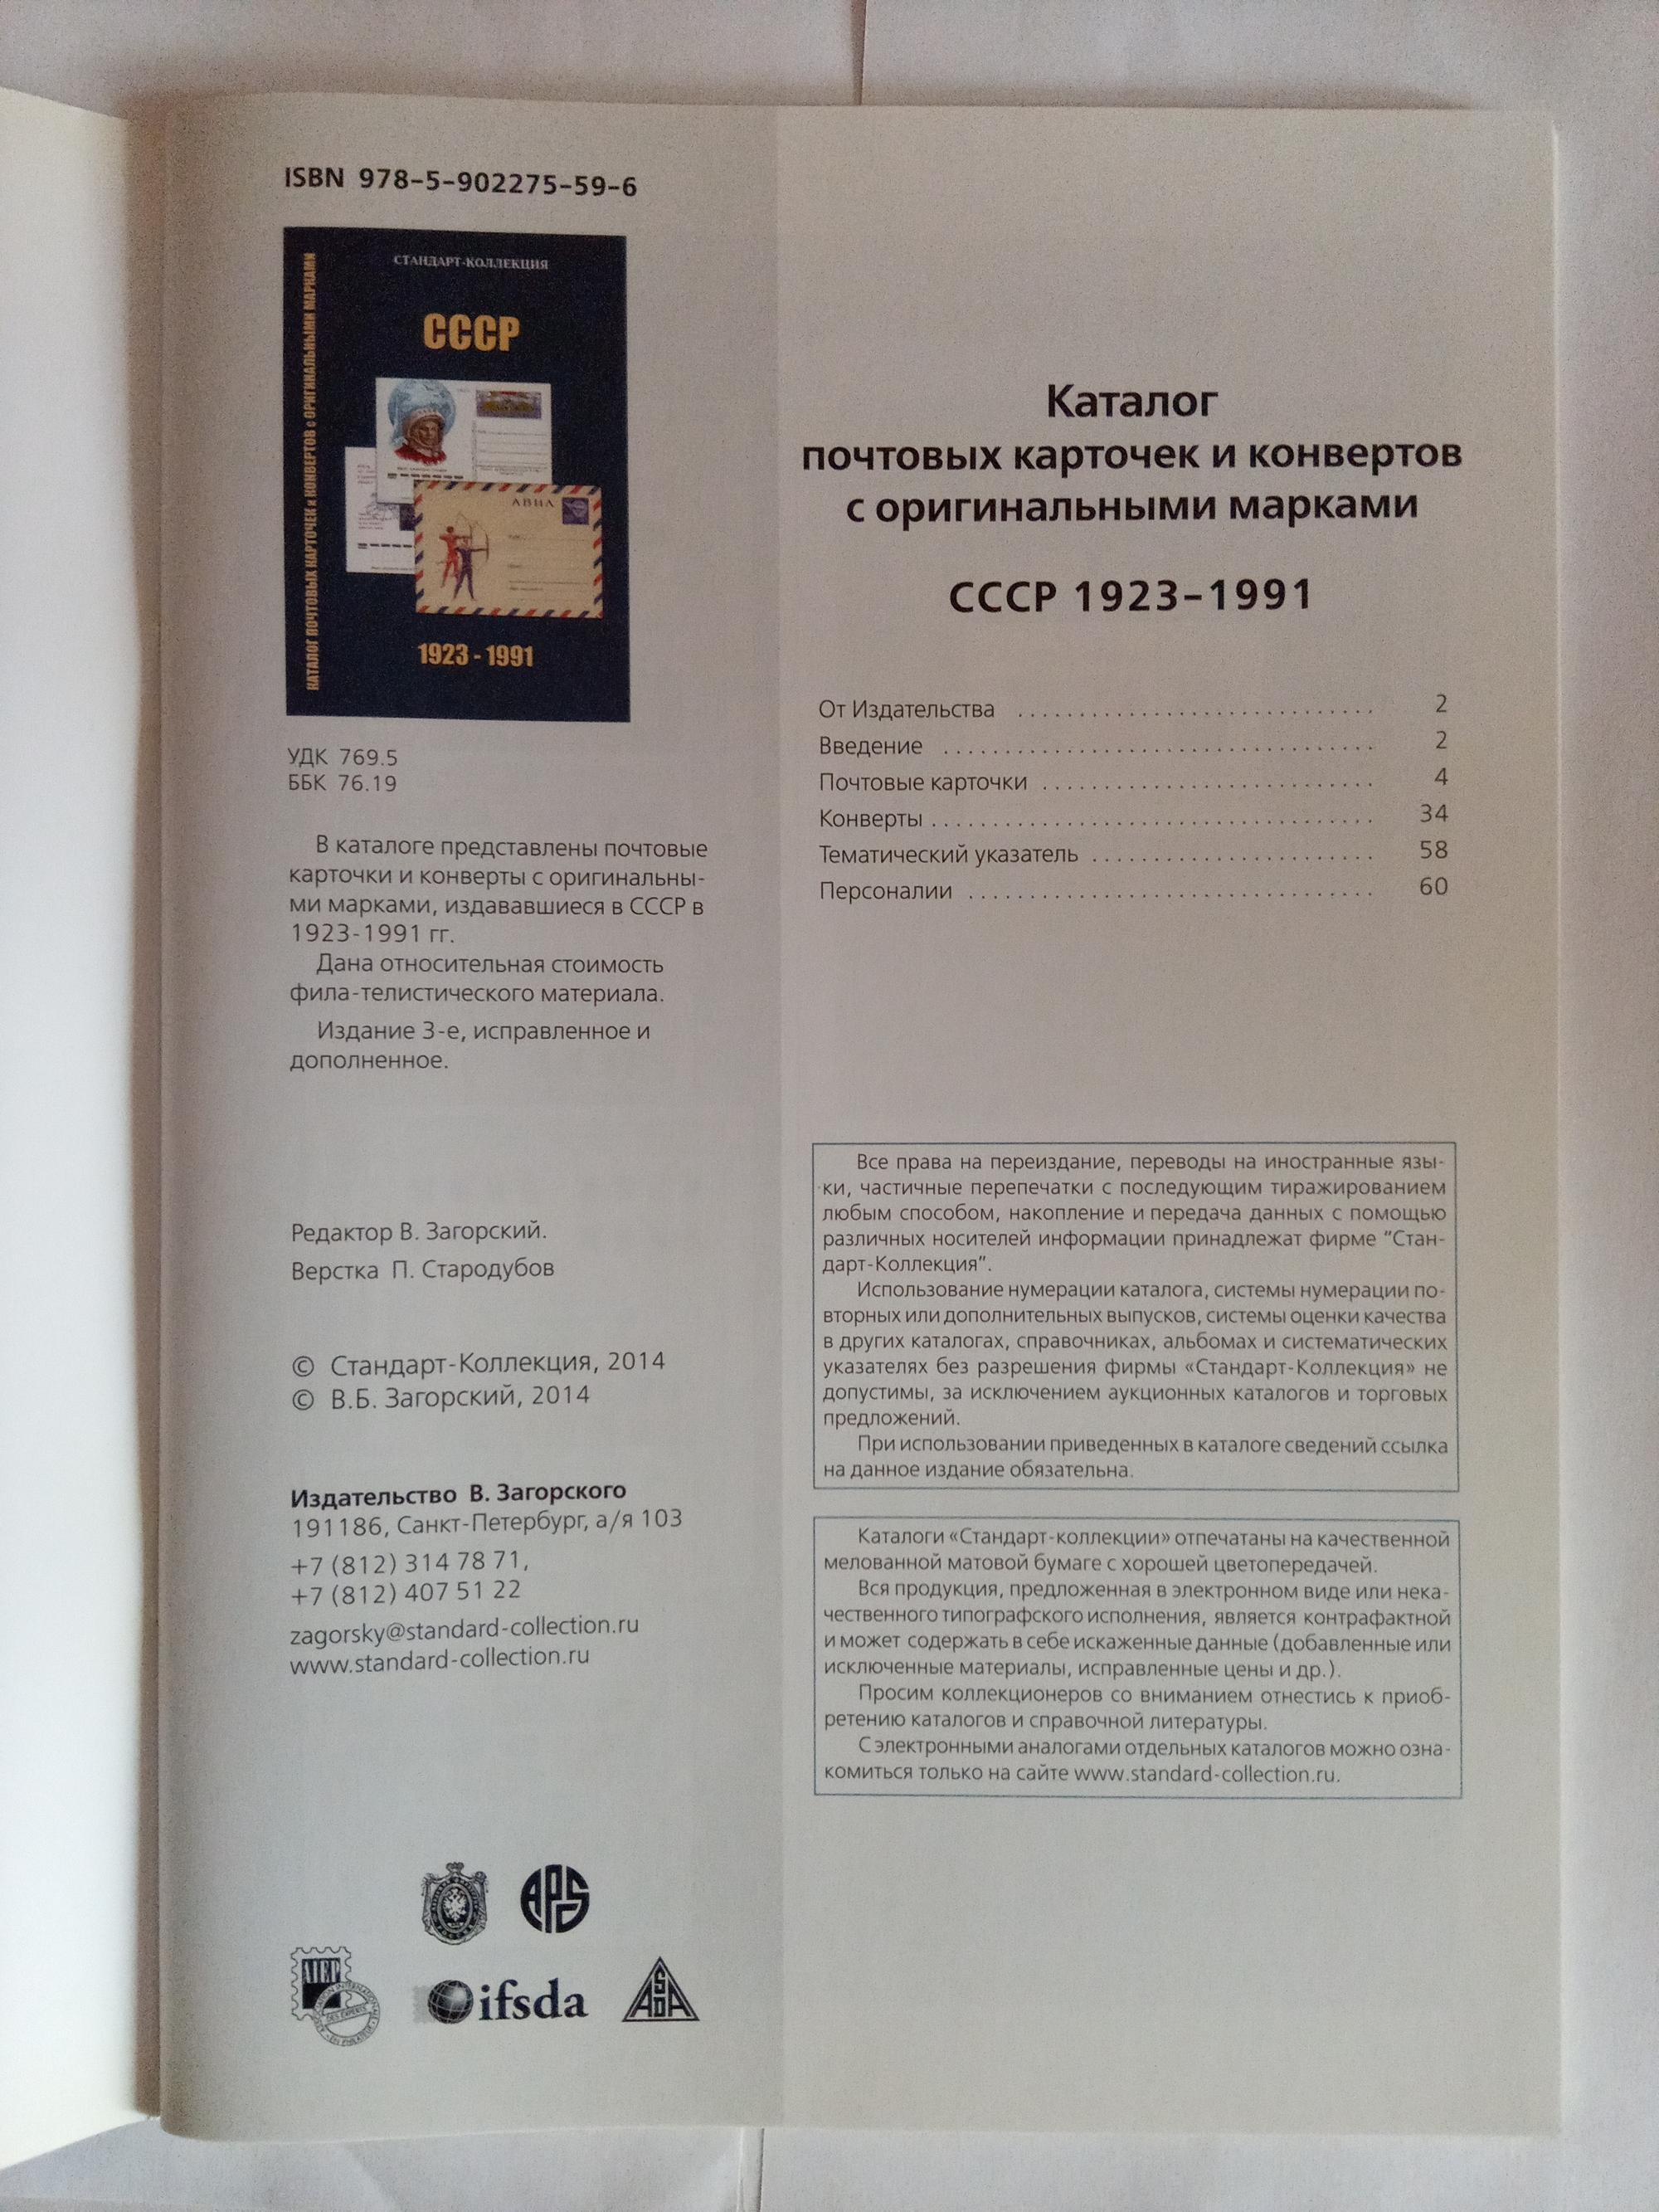 ISBN 978-5-902275-59-6
СТАНДАРТ-КОЛЛЕКЦИЯ
КАТАЛОГ ПОЧТОВЫХ КАРТОЧЕК и КОНВЕРТОВ с ОРИГИНАЛЬНЫМИ МАРКАМИ
СССР
АВИА
1923 - 1991
УДК 769.5
ББК 76.19
В каталоге представлены почтовые
карточки и конверты с оригинальны-
ми марками, издававшиеся в СССР в
1923-1991 гг.
Дана относительная стоимость
фила-телистического материала.
Издание 3-е, исправленное и
дополненное.
Редактор В. Загорский.
Верстка П. Стародубов
© Стандарт-Коллекция, 2014
© В.Б. Загорский, 2014
Издательство В. Загорского
191186, Санкт-Петербург, а/я 103
+7 (812) 314 78 71,
+7 (812) 407 51 22
zagorsky@standard-collection.ru
www.standard-collection.ru
APS
AIEP
ifsda
ASDA
Каталог
почтовых карточек и конвертов
с оригинальными марками
СССР 1923-1991
От Издательства ............................. 2
Введение ................................... 2
Почтовые карточки ........................... 4
Конверты .................................... 34
Тематический указатель ....................... 58
Персоналии ................................. 60
Все права на переиздание, переводы на иностранные язы-
ки, частичные перепечатки с последующим тиражированием
любым способом, накопление и передача данных с помощью
различных носителей информации принадлежат фирме "Стан-
дарт-Коллекция".
Использование нумерации каталога, системы нумерации по-
вторных или дополнительных выпусков, системы оценки качества
в других каталогах, справочниках, альбомах и систематических
указателях без разрешения фирмы «Стандарт-Коллекция» не
допустимы, за исключением аукционных каталогов и торговых
предложений.
При использовании приведенных в каталоге сведений ссылка
на данное издание обязательна.
Каталоги «Стандарт-коллекции» отпечатаны на качественной
мелованной матовой бумаге с хорошей цветопередачей.
Вся продукция, предложенная в электронном виде или нека-
чественного типографского исполнения, является контрафактной
и может содержать в себе искаженные данные (добавленные или
исключенные материалы, исправленные цены и др.).
Просим коллекционеров со вниманием отнестись к приоб-
ретению каталогов и справочной литературы.
С электронными аналогами отдельных каталогов можно озна-
комиться только на сайте www.standard-collection.ru.